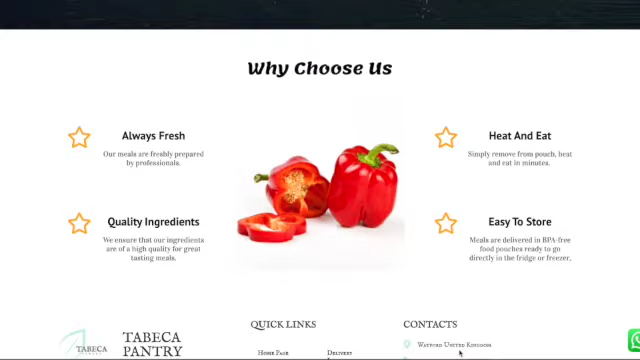 Why Choose Us
Always Fresh
Our meals are freshly prepared
by professionals.
Quality Ingredients
We ensure that our ingredients
are of a high quality for great
tasting meals.
Heat And Eat
Simply remove from pouch, heat
and eat in minutes.
Easy To Store
Meals are delivered in BPA-free
food pouches ready to go
directly in the fridge or freezer,
TABECA
TABECA
PANTRY
QUICK LINKS
Home Page
Delivery
CONTACTS
Watford United Kingdom